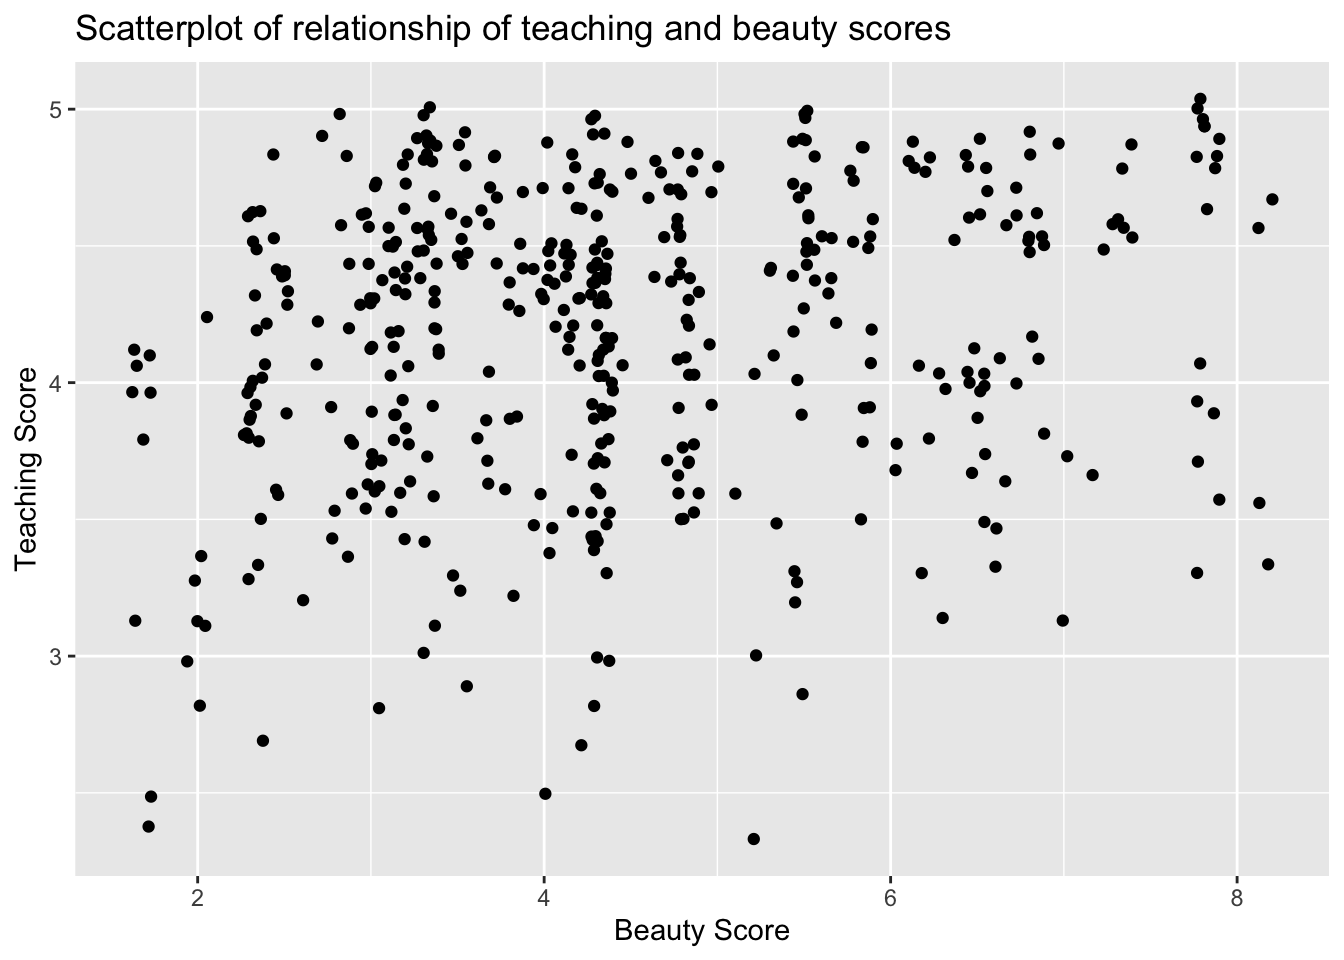 Scatterplot of relationship of teaching and beauty scores
5
4
3
Teaching Score
2 4 6 8
Beauty Score